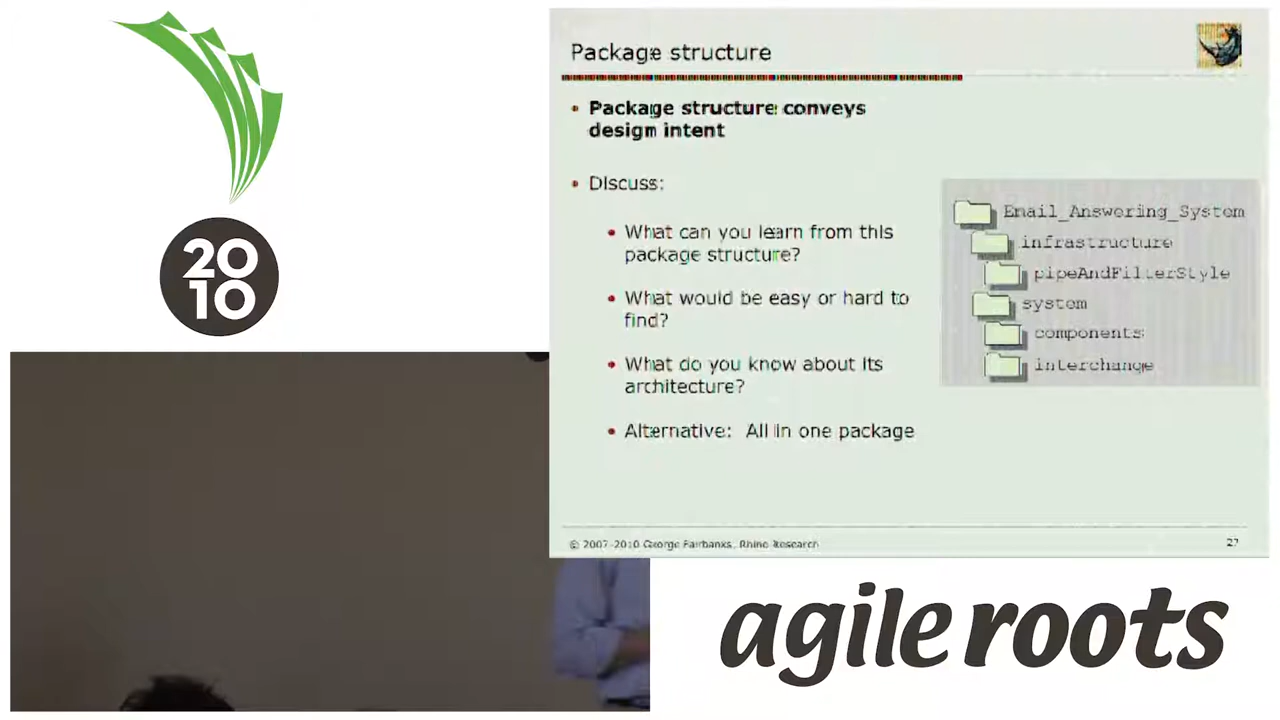 Package structure
• Package structure conveys
design intent
• Discuss:
• What can you learn from this
package structure?
• What would be easy or hard to
find?
• What do you know about its
architecture?
• Alternative: All in one package
Email_Answering_System
infrastructure
pipeAndFilterStyle
system
components
interchange
© 2007-2010 George Fairbanks, Rhino Research
27
20
10
agile roots